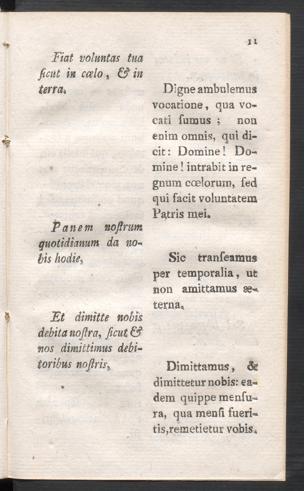 11
Fiat voluntas tua
ſicut in cœlo, & in
terra.
Digne ambulemus
vocatione, qua vo-
cati ſumus; non
enim omnis, qui di-
cit: Domine! Do-
mine! intrabit in re-
gnum cœlorum, ſed
qui facit voluntatem
Patris mei.
Panem noſtrum
quotidianum da no-
bis hodie,
Sic tranſeamus
per temporalia, ut
non amittamus æ-
terna.
Et dimitte nobis
debita noſtra, ſicut &
nos dimittimus debi-
toribus noſtris,
Dimittamus, &
dimittetur nobis: ea-
dem quippe menſu-
ra, qua menſi fueri-
tis, remetietur vobis.